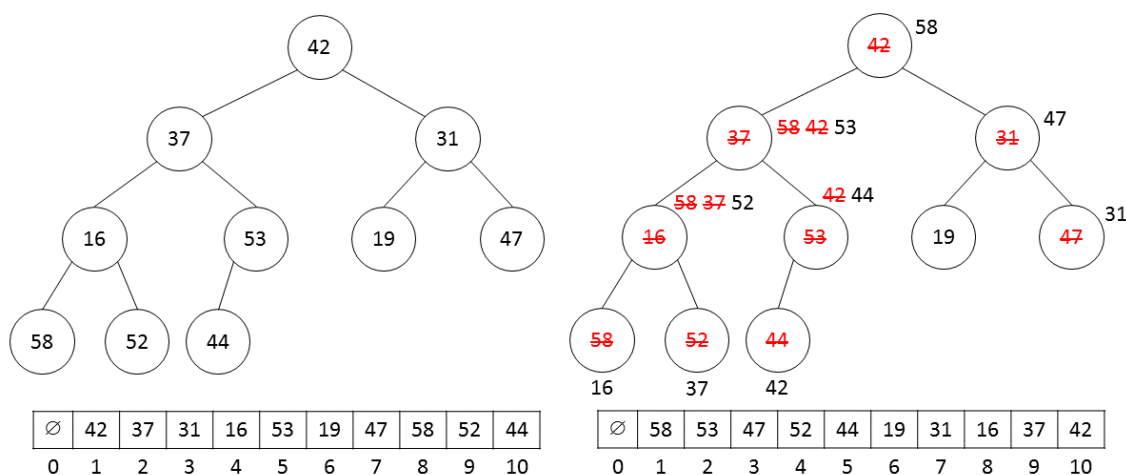 42
37 31
16 53 19 47
58 52 44
∅ 42 37 31 16 53 19 47 58 52 44
0 1 2 3 4 5 6 7 8 9 10
42 58
37 58 42 53 31 47
16 58 37 52 53 42 44 19 47 31
58 52 44
16 37 42
∅ 58 53 47 52 44 19 31 16 37 42
0 1 2 3 4 5 6 7 8 9 10